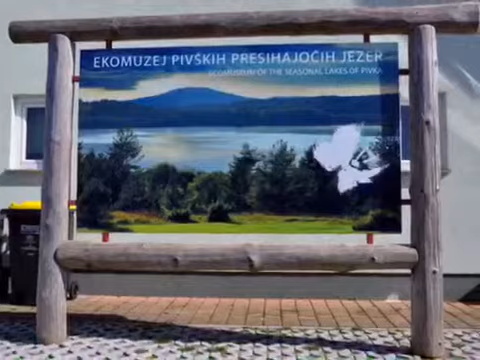 EKOMUZEJ PIVŠKIH PRESIHAJOČIH JEZER
ECOMUSEUM OF THE SEASONAL LAKES OF PIVKA